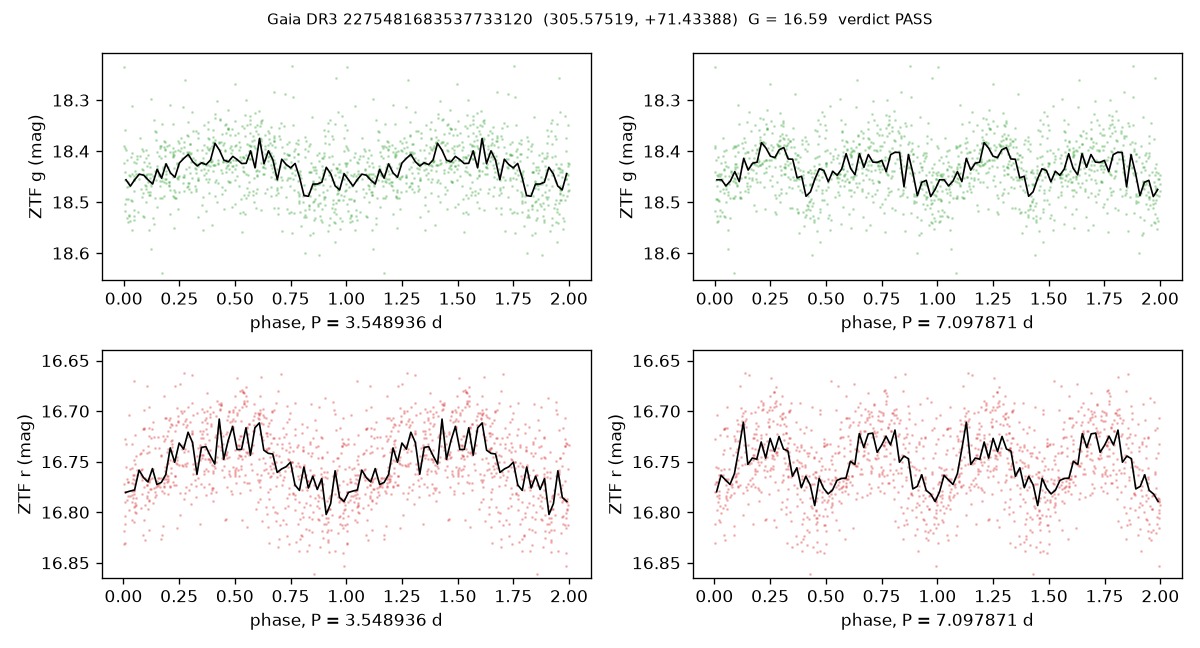 Gaia DR3 2275481683537733120  (305.57519, +71.43388)  G = 16.59  verdict PASS
ZTF g (mag)
18.3
18.4
18.5
18.6
0.00 0.25 0.50 0.75 1.00 1.25 1.50 1.75 2.00
phase, P = 3.548936 d
ZTF g (mag)
18.3
18.4
18.5
18.6
0.00 0.25 0.50 0.75 1.00 1.25 1.50 1.75 2.00
phase, P = 7.097871 d
ZTF r (mag)
16.65
16.70
16.75
16.80
16.85
0.00 0.25 0.50 0.75 1.00 1.25 1.50 1.75 2.00
phase, P = 3.548936 d
ZTF r (mag)
16.65
16.70
16.75
16.80
16.85
0.00 0.25 0.50 0.75 1.00 1.25 1.50 1.75 2.00
phase, P = 7.097871 d